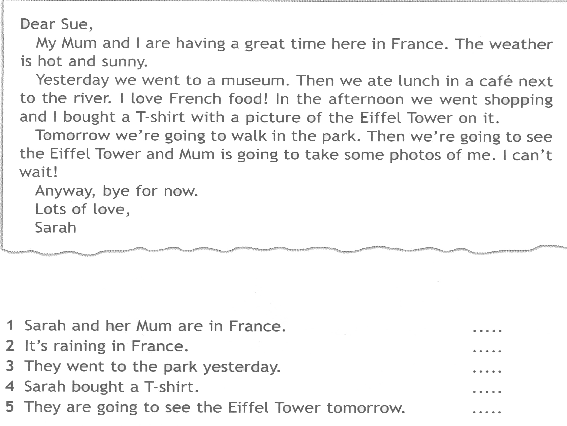 Dear Sue,
My Mum and I are having a great time here in France. The weather
is hot and sunny.
Yesterday we went to a museum. Then we ate lunch in a café next
to the river. I love French food! In the afternoon we went shopping
and I bought a T-shirt with a picture of the Eiffel Tower on it.
Tomorrow we're going to walk in the park. Then we're going to see
the Eiffel Tower and Mum is going to take some photos of me. I can't
wait!
Anyway, bye for now.
Lots of love,
Sarah
1 Sarah and her Mum are in France. .....
2 It's raining in France. .....
3 They went to the park yesterday. .....
4 Sarah bought a T-shirt. .....
5 They are going to see the Eiffel Tower tomorrow. .....